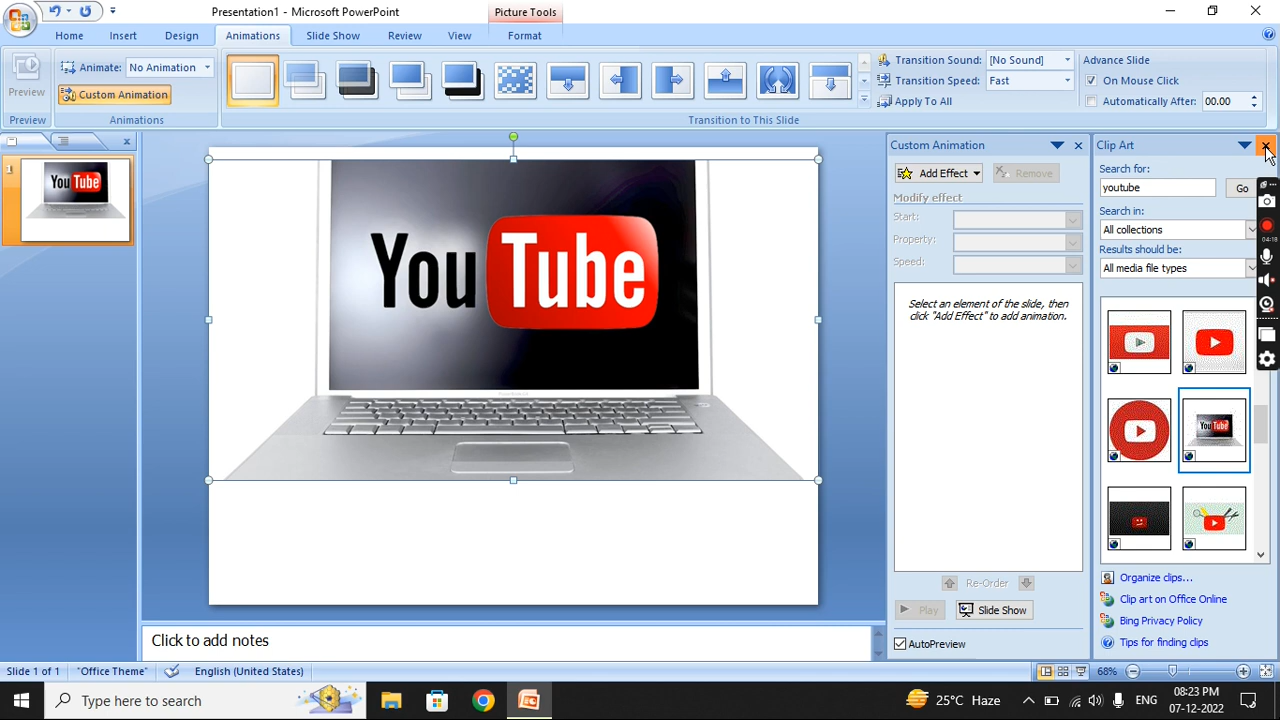 Presentation1 - Microsoft PowerPoint
Picture Tools
Home
Insert
Design
Animations
Slide Show
Review
View
Format
Preview
Animate:
No Animation
Custom Animation
Preview
Animations
Transition Sound:
[No Sound]
Transition Speed:
Fast
Apply To All
Advance Slide
On Mouse Click
Automatically After:
00.00
Transition to This Slide
1
YouTube
YouTube
Custom Animation
Add Effect
Remove
Modify effect
Start:
Property:
Speed:
Select an element of the slide, then
click "Add Effect" to add animation.
Re-Order
Play
Slide Show
AutoPreview
Clip Art
Search for:
youtube
Go
Search in:
All collections
Results should be:
All media file types
YouTube
Organize clips...
Clip art on Office Online
Bing Privacy Policy
Tips for finding clips
04:18
Click to add notes
Slide 1 of 1
"Office Theme"
English (United States)
68%
Type here to search
25°C Haze
ENG
08:23 PM
07-12-2022